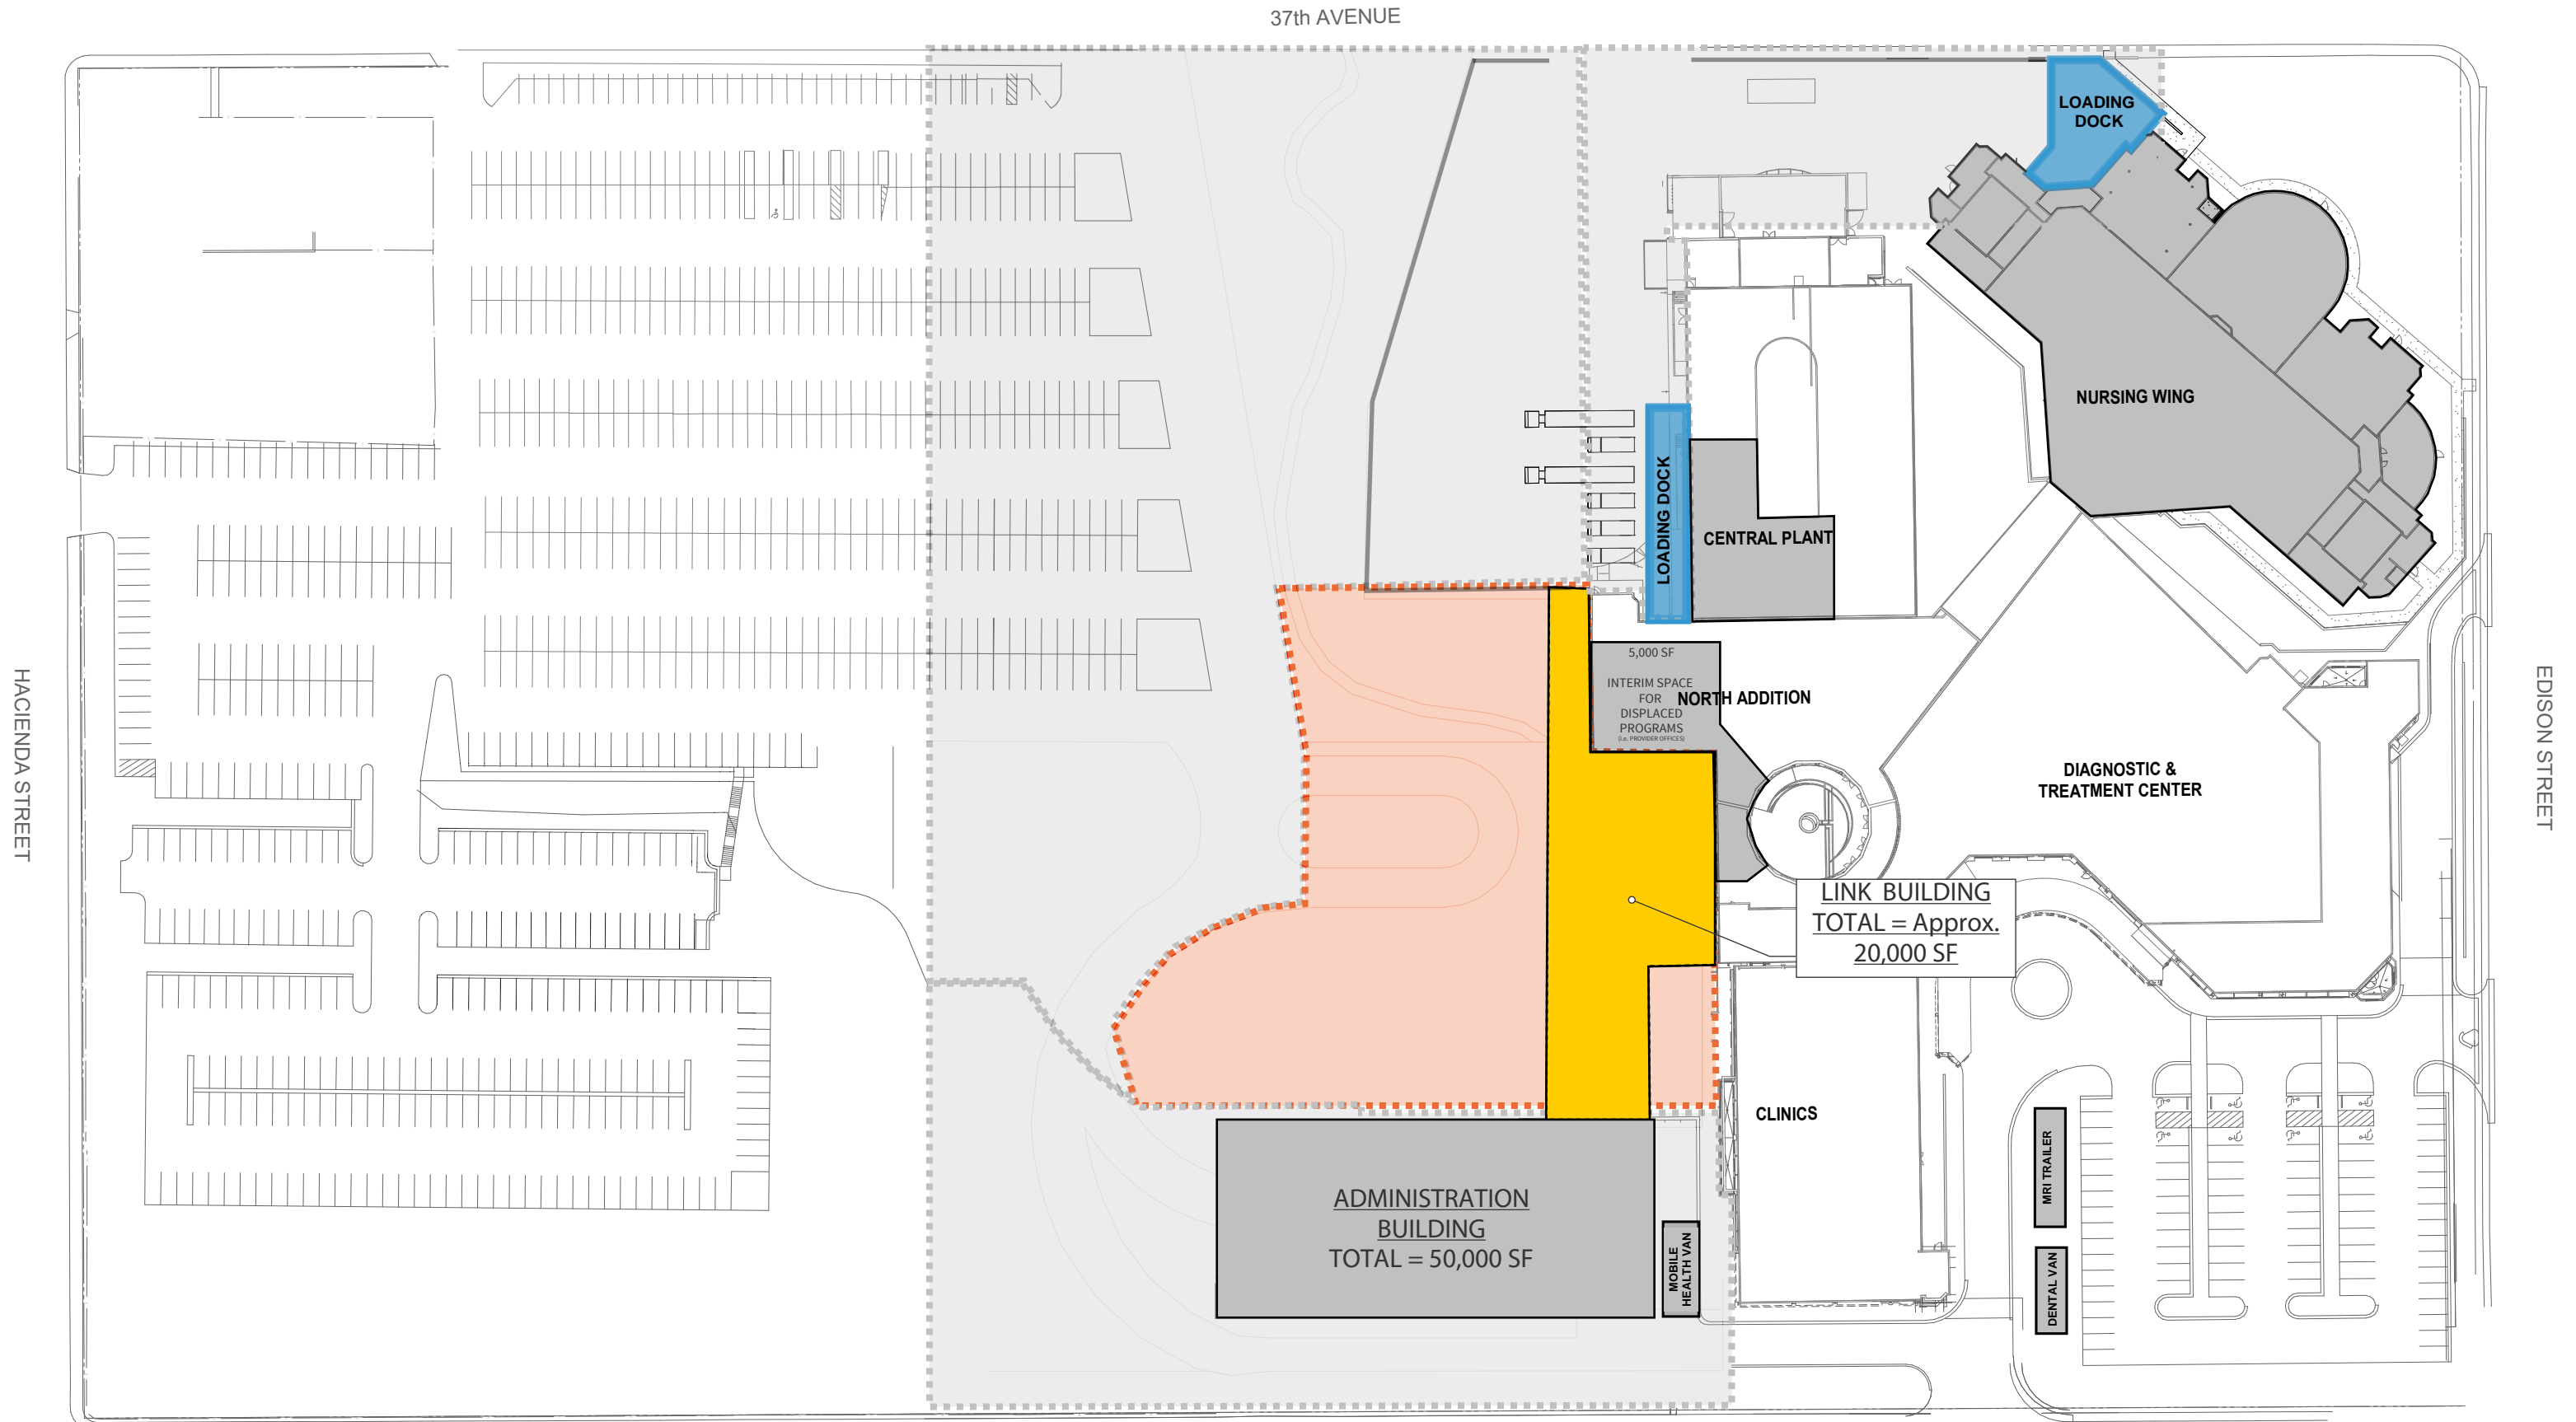 37th AVENUE
LOADING
DOCK
NURSING WING
LOADING DOCK
CENTRAL PLANT
5,000 SF
INTERIM SPACE
FOR
DISPLACED
PROGRAMS
(i.e. PROVIDER OFFICES)
NORTH ADDITION
HACIENDA STREET
EDISON STREET
DIAGNOSTIC &
TREATMENT CENTER
LINK BUILDING
TOTAL = Approx.
20,000 SF
CLINICS
ADMINISTRATION
BUILDING
TOTAL = 50,000 SF
MOBILE
HEALTH VAN
MRI TRAILER
DENTAL VAN